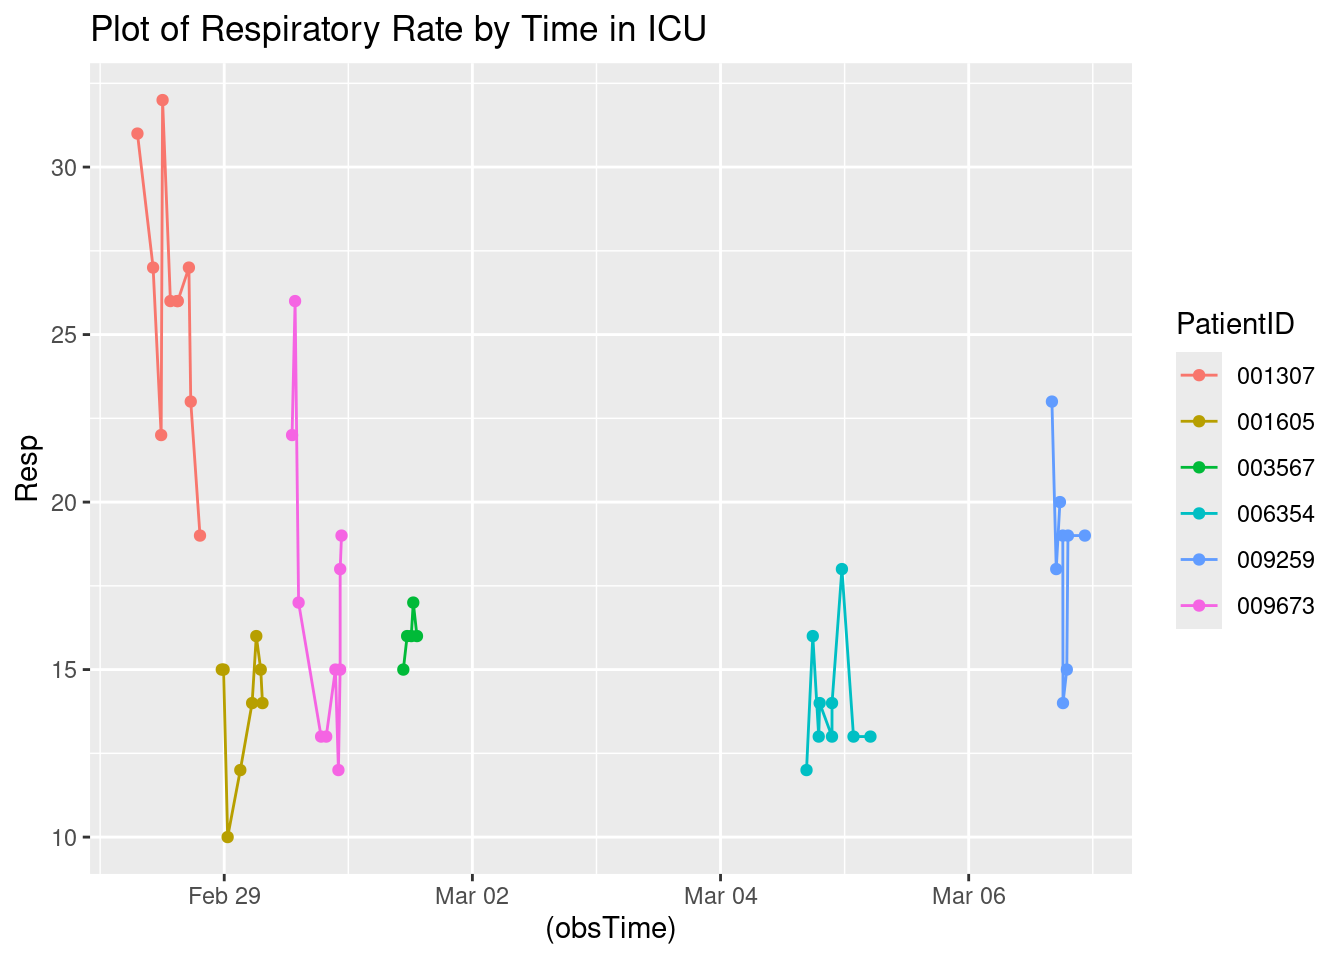 Plot of Respiratory Rate by Time in ICU
Resp
30
25
20
15
10
Feb 29
Mar 02
Mar 04
Mar 06
(obsTime)
PatientID
001307
001605
003567
006354
009259
009673